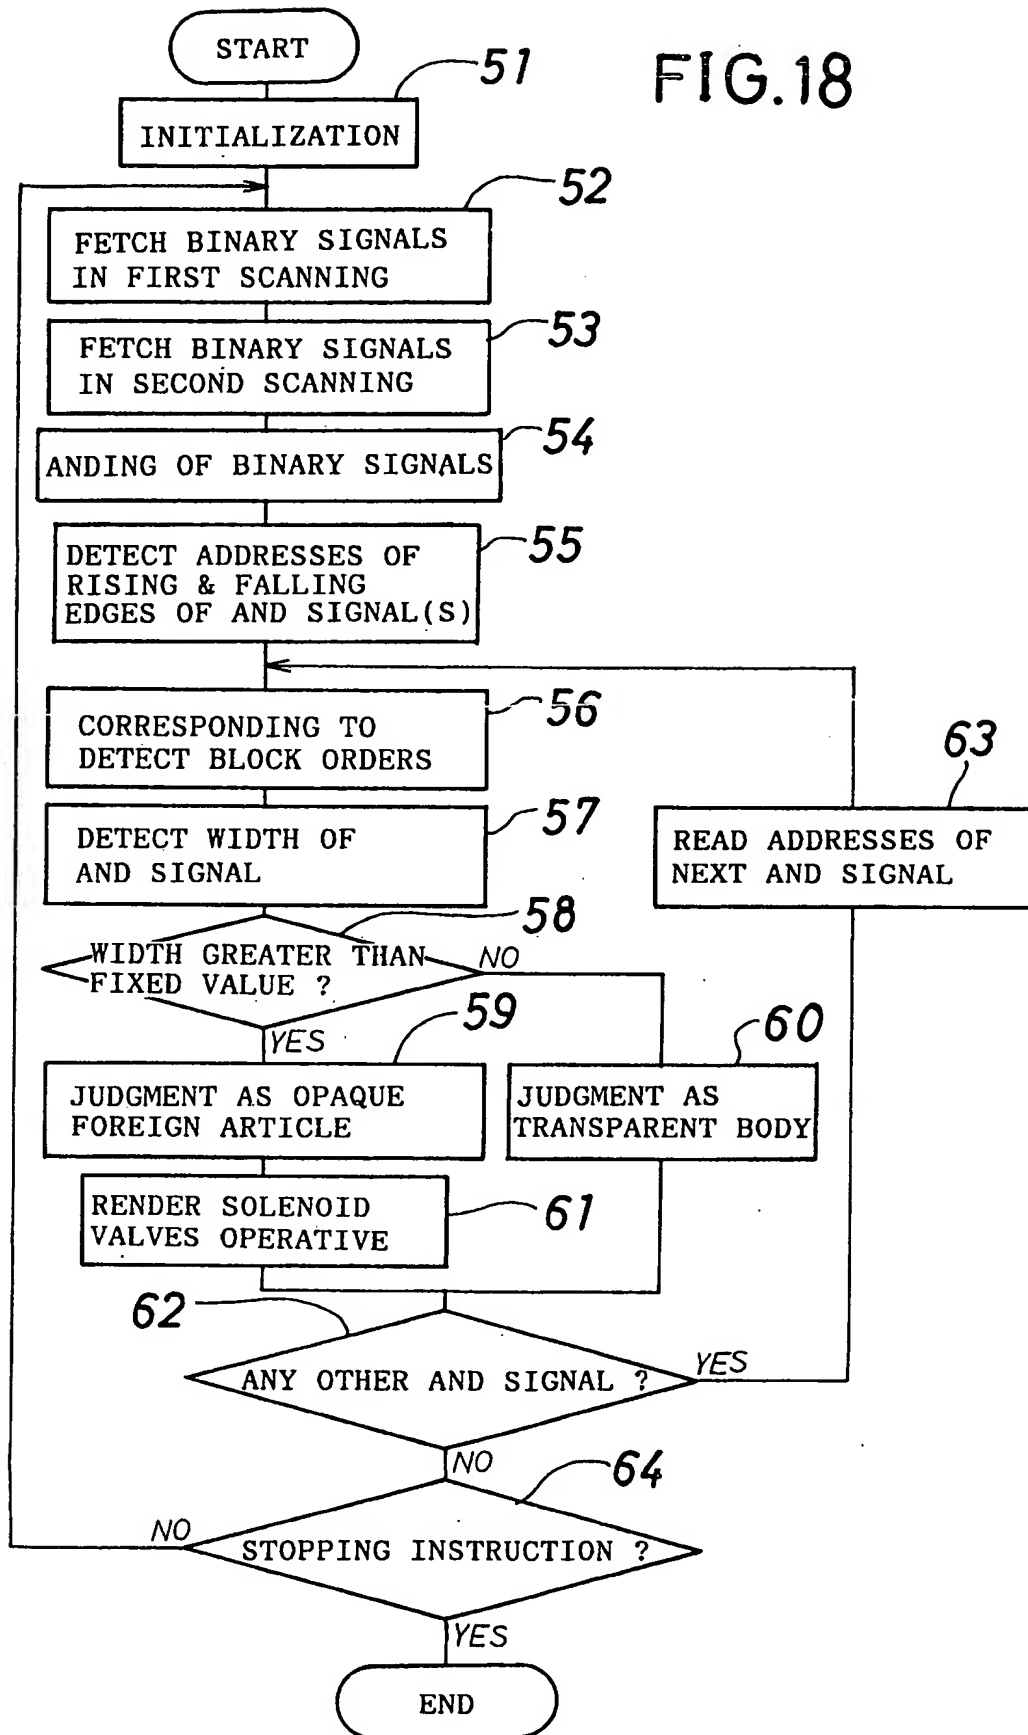 START
FIG.18
51
INITIALIZATION
52
FETCH BINARY SIGNALS
IN FIRST SCANNING
53
FETCH BINARY SIGNALS
IN SECOND SCANNING
54
ANDING OF BINARY SIGNALS
55
DETECT ADDRESSES OF
RISING & FALLING
EDGES OF AND SIGNAL(S)
56
CORRESPONDING TO
DETECT BLOCK ORDERS
63
57
DETECT WIDTH OF
AND SIGNAL
READ ADDRESSES OF
NEXT AND SIGNAL
58
WIDTH GREATER THAN
FIXED VALUE ?
NO
YES
59
60
JUDGMENT AS OPAQUE
FOREIGN ARTICLE
JUDGMENT AS
TRANSPARENT BODY
RENDER SOLENOID
VALVES OPERATIVE
61
62
ANY OTHER AND SIGNAL ?
YES
NO
64
NO
STOPPING INSTRUCTION ?
YES
END